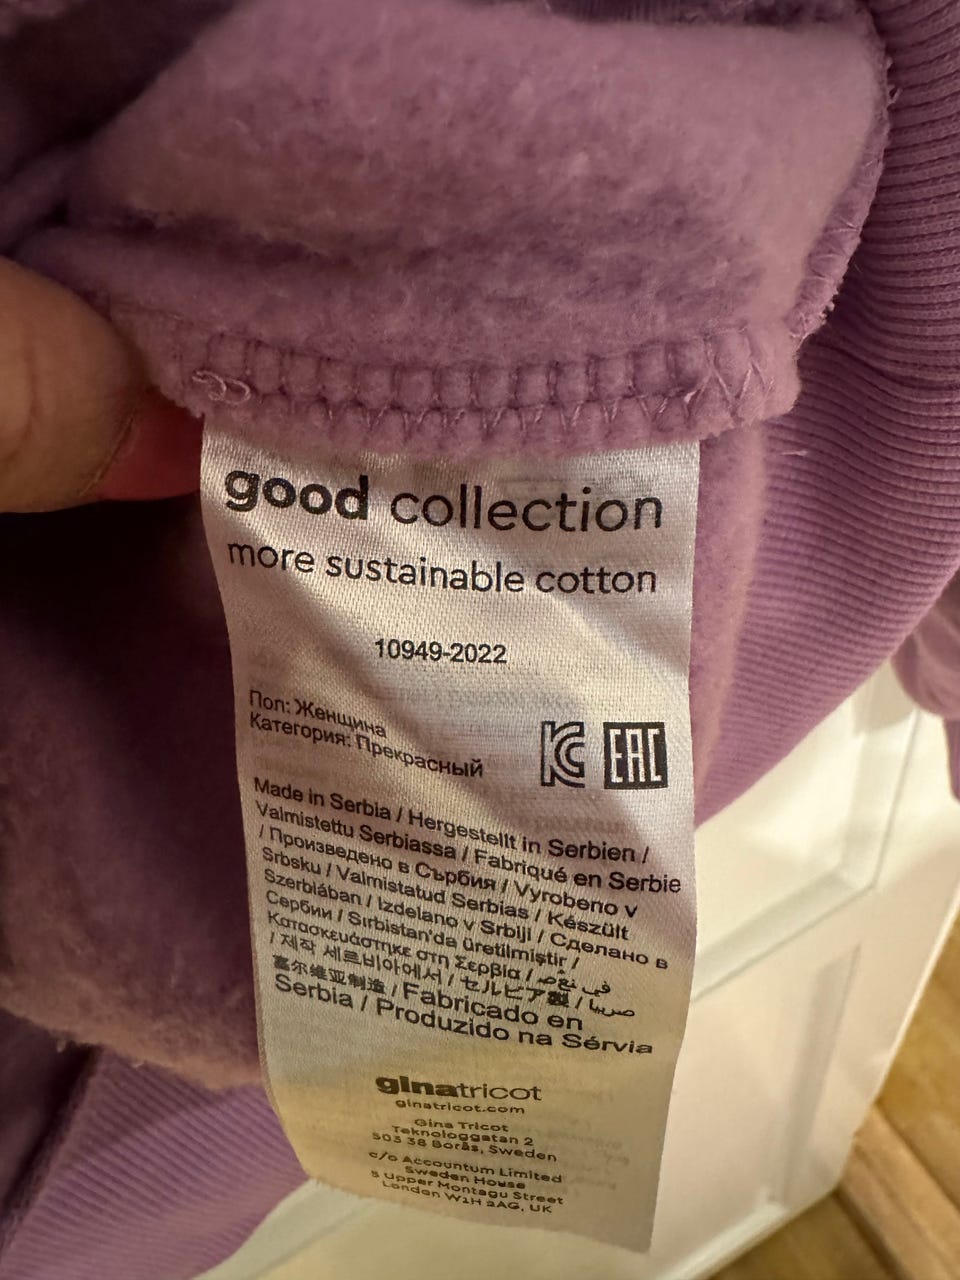 good collection
more sustainable cotton
10949-2022
Пол: Женщина
Категория: Прекрасный
EAC
Made in Serbia / Hergestellt in Serbien /
Valmistettu Serbiassa / Fabriqué en Serbie
/ Произведено в Сърбия / Vyrobeno v
Srbsku / Valmistatud Serbias / Készült
Szerbiában / Izdelano v Srbiji / Сделано в
Сербии / Sırbistan'da üretilmiştir /
Κατασκευάστηκε στη Σερβία / في
/ 제작 세르비아에서 / セルビア製 / صربيا
塞尔维亚制造 / Fabricado en
Serbia / Produzido na Sérvia
ginatricot
ginatricot.com
Gina Tricot
Teknologgatan 2
503 38 Borås, Sweden
c/o Accountum Limited
Sweden House
5 Upper Montagu Street
London W1H 2AG, UK